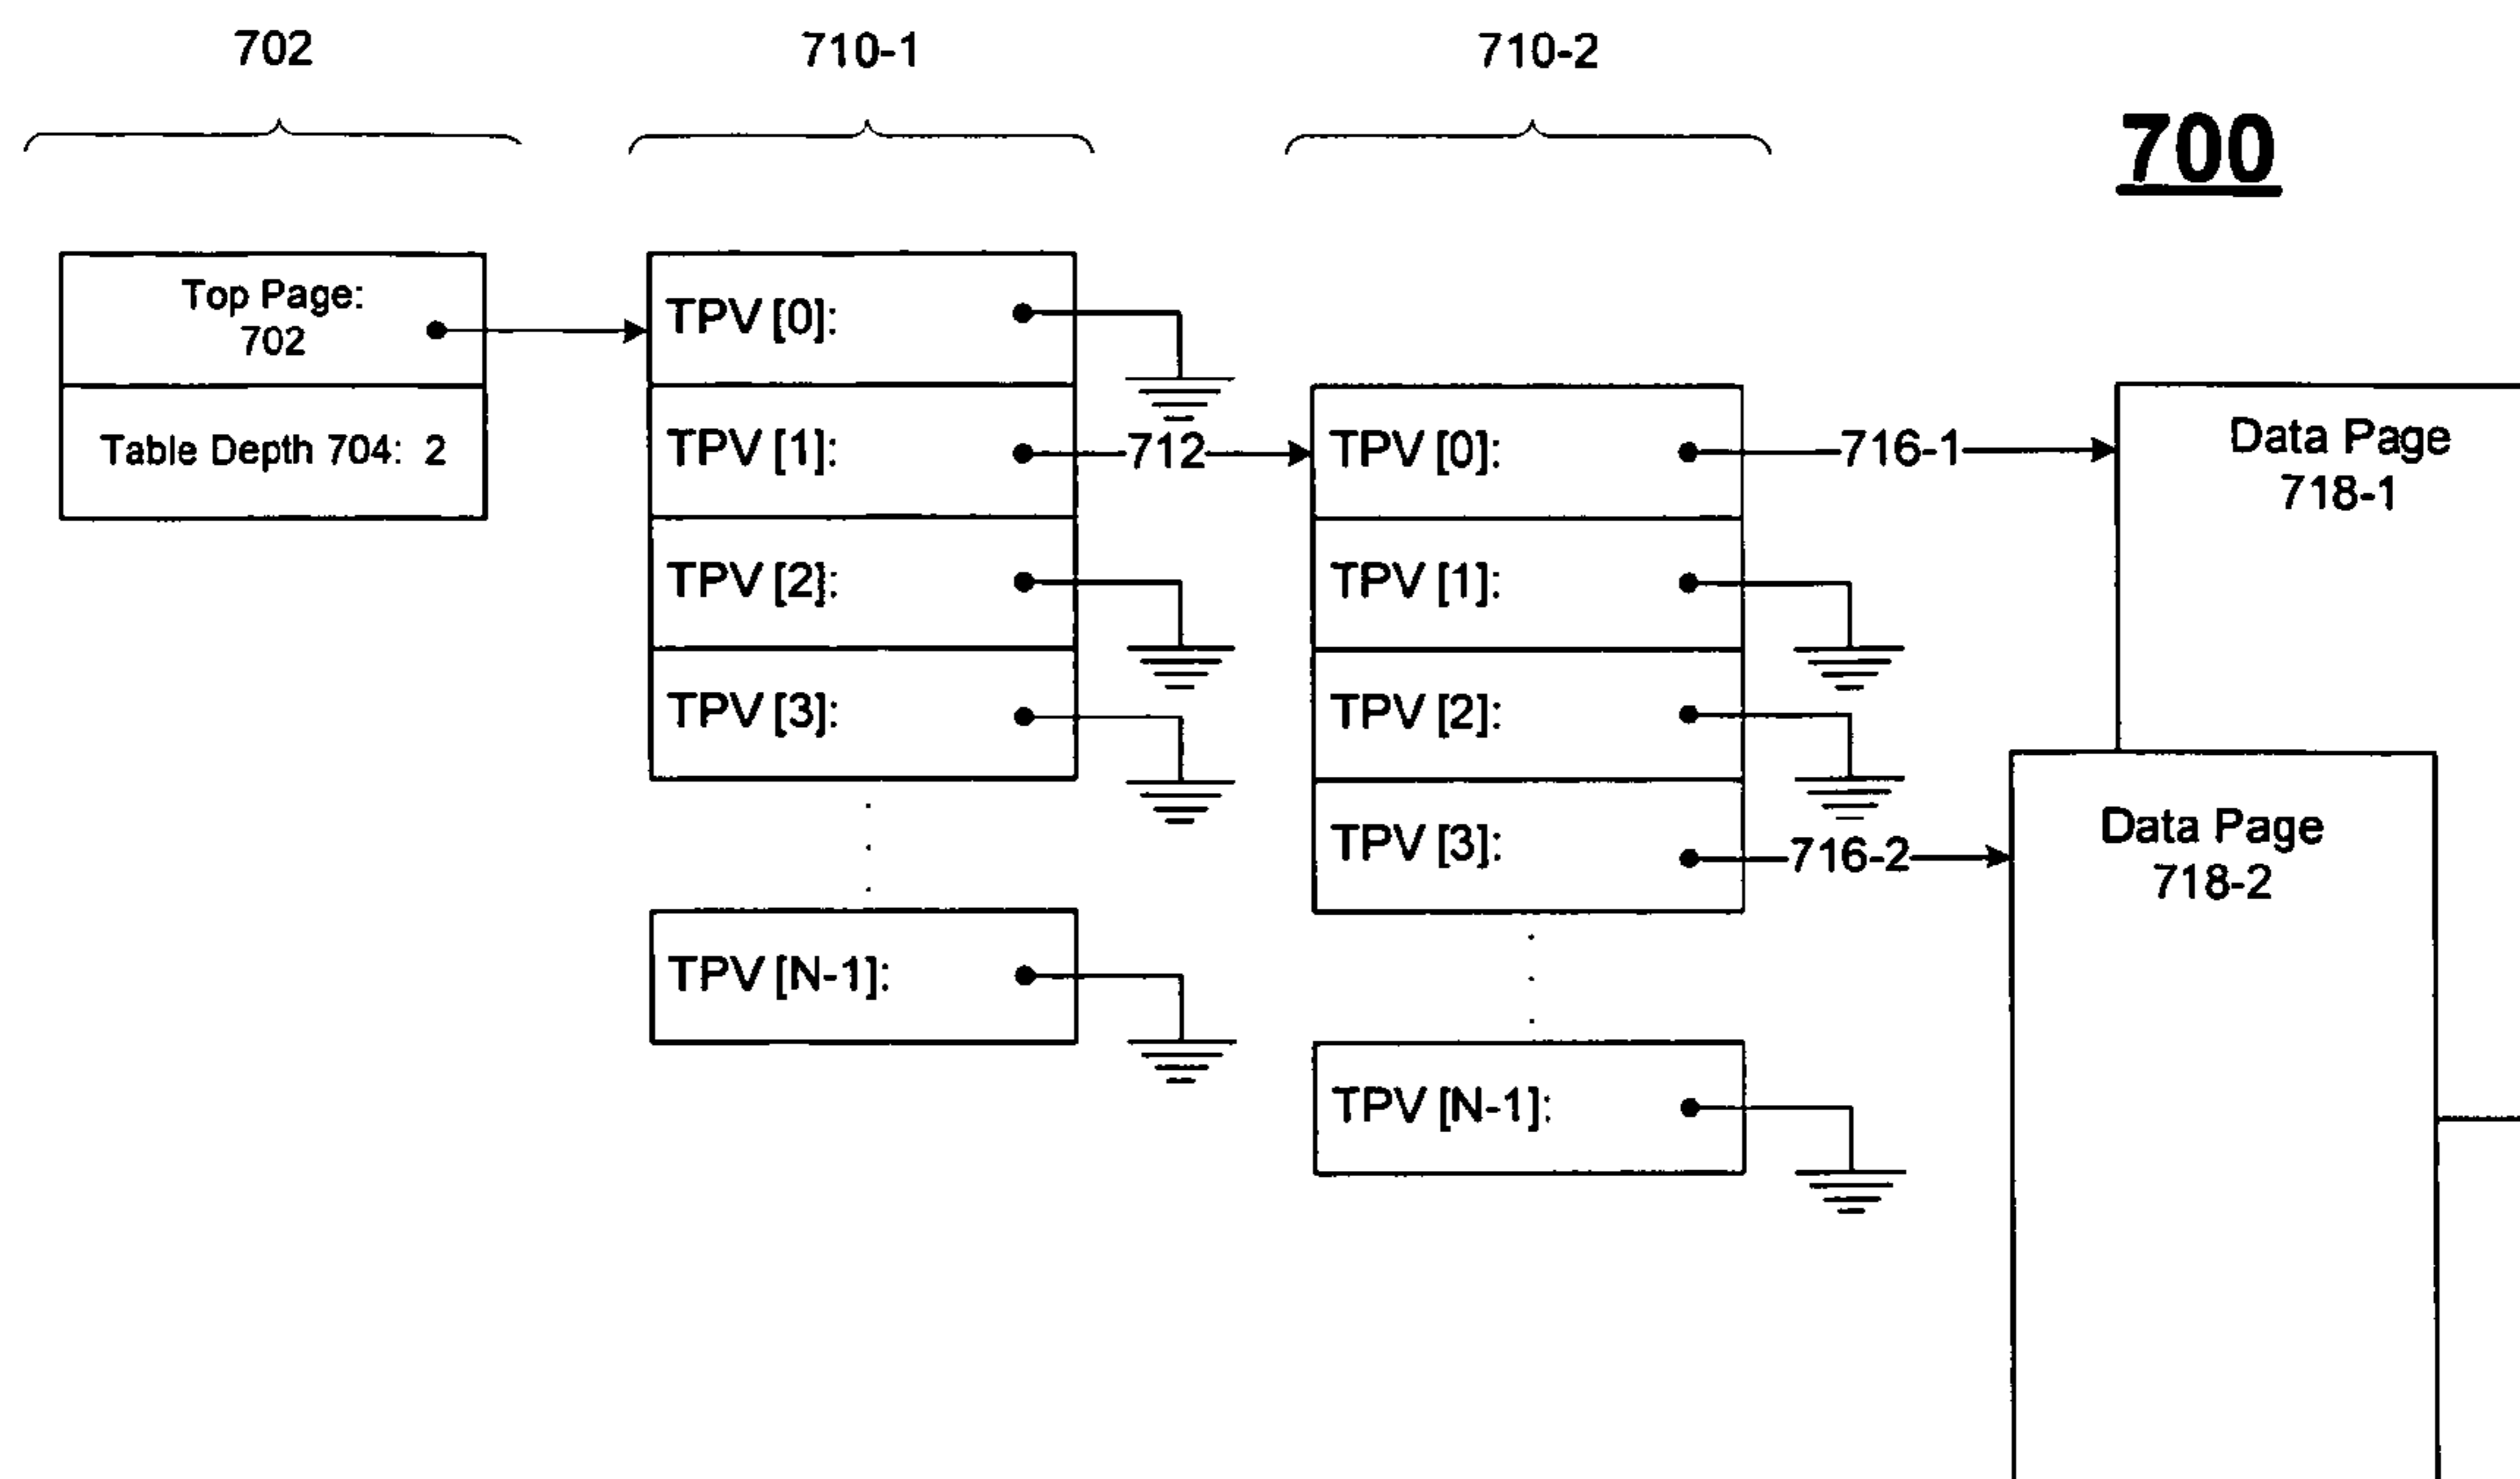 702
710-1
710-2
700
Top Page:
702
Table Depth 704: 2
TPV [0]:
TPV [1]:
712
TPV [2]:
TPV [3]:
TPV [N-1]:
TPV [0]:
716-1
TPV [1]:
TPV [2]:
TPV [3]:
716-2
TPV [N-1]:
Data Page
718-1
Data Page
718-2